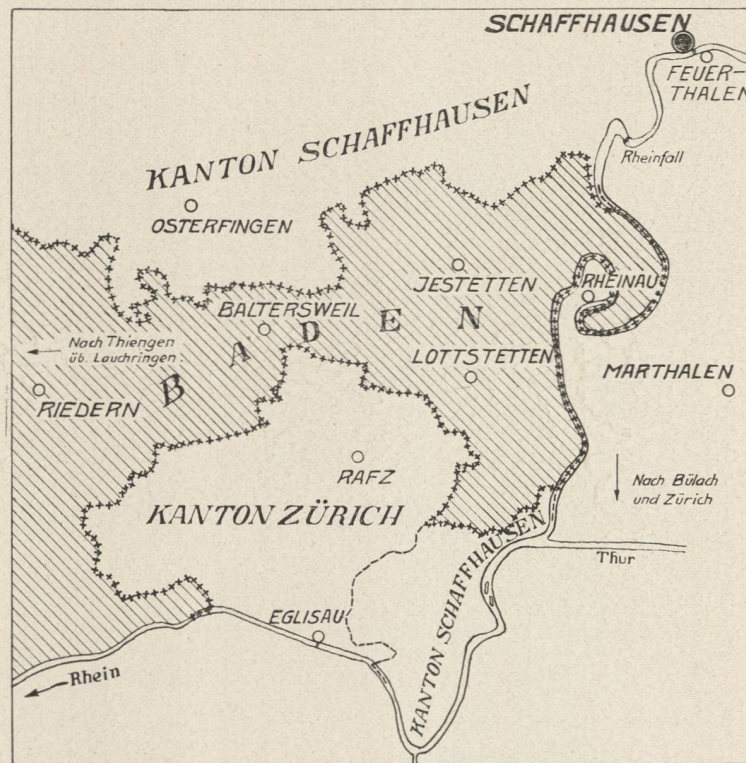 SCHAFFHAUSEN
FEUER-
THALEN
KANTON SCHAFFHAUSEN
Rheinfall
OSTERFINGEN
JESTETTEN
RHEINAU
BALTERSWEIL
BADEN
Nach Thiengen
üb. Lauchringen.
LOTTSTETTEN
MARTHALEN
RIEDERN
RAFZ
Nach Bülach
und Zürich
KANTON ZÜRICH
KANTON SCHAFFHAUSEN
Thur
EGLISAU
Rhein